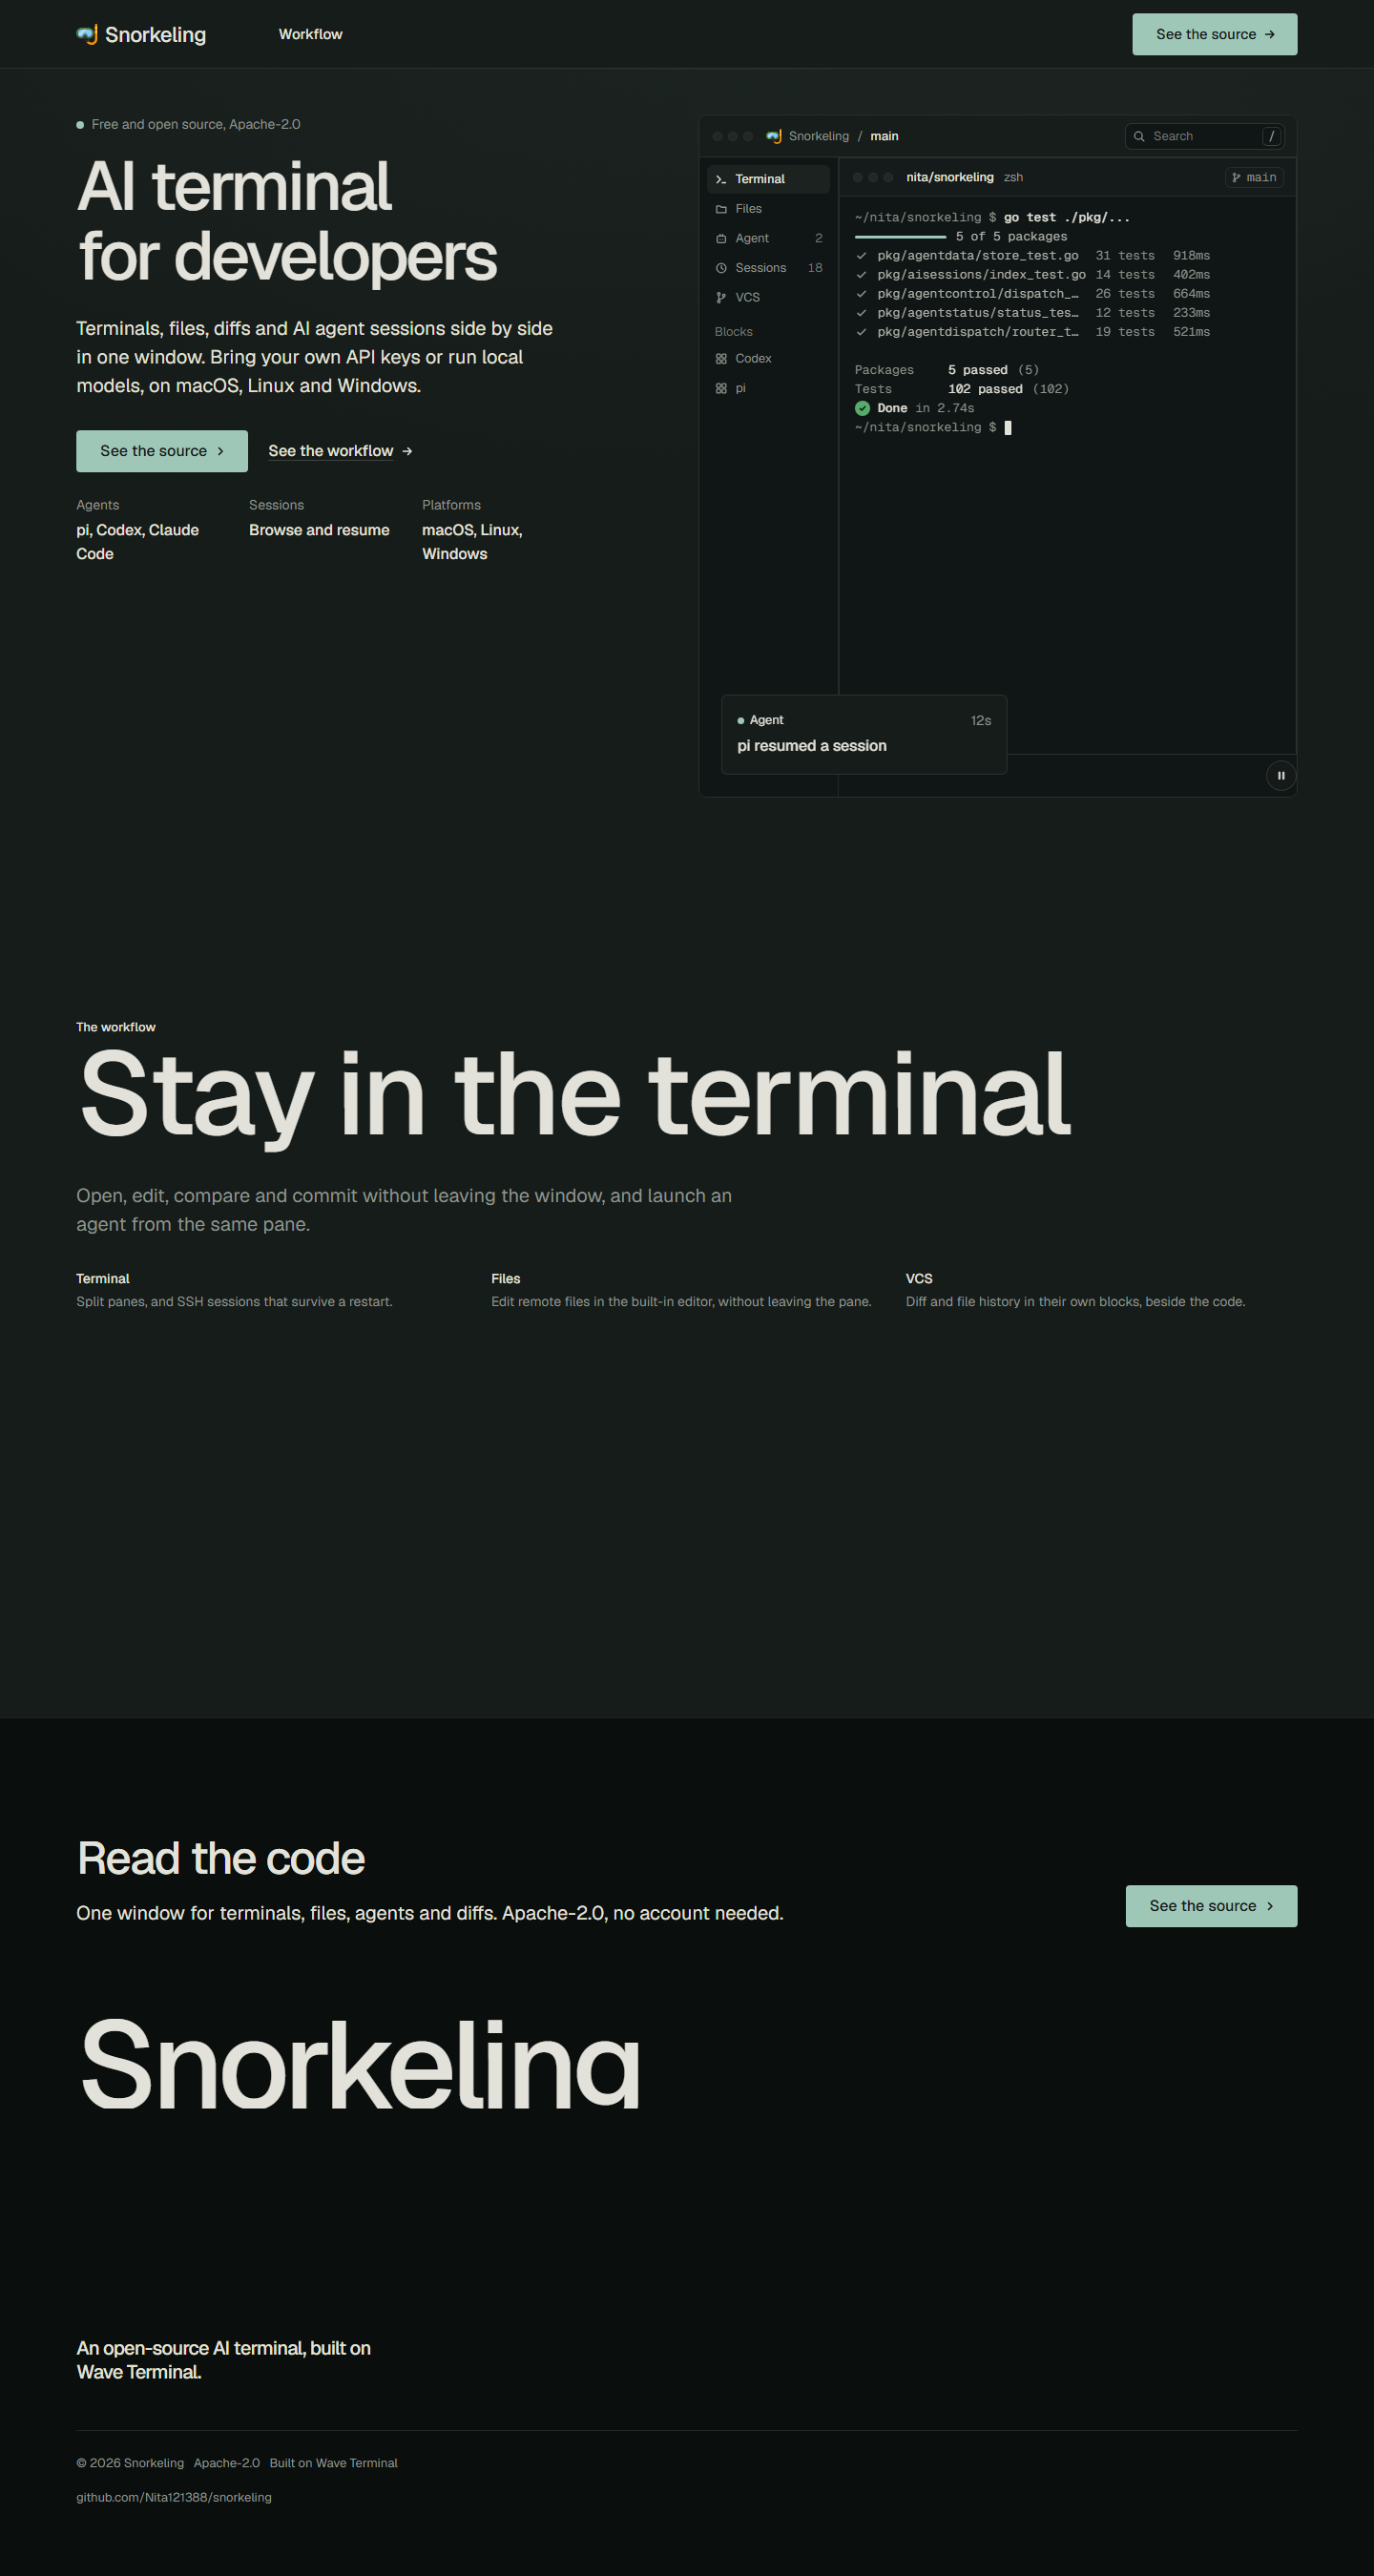 Snorkeling
Workflow
See the source →
Free and open source, Apache-2.0
AI terminal
for developers
Terminals, files, diffs and AI agent sessions side by side
in one window. Bring your own API keys or run local
models, on macOS, Linux and Windows.
See the source ›
See the workflow →
Agents
pi, Codex, Claude
Code
Sessions
Browse and resume
Platforms
macOS, Linux,
Windows
Snorkeling / main
Search /
Terminal
Files
Agent 2
Sessions 18
VCS
Blocks
Codex
pi
nita/snorkeling zsh
main
~/nita/snorkeling $ go test ./pkg/...
5 of 5 packages
✓ pkg/agentdata/store_test.go 31 tests 918ms
✓ pkg/aisessions/index_test.go 14 tests 402ms
✓ pkg/agentcontrol/dispatch_… 26 tests 664ms
✓ pkg/agentstatus/status_tes… 12 tests 233ms
✓ pkg/agentdispatch/router_t… 19 tests 521ms
Packages 5 passed (5)
Tests 102 passed (102)
Done in 2.74s
~/nita/snorkeling $
Agent 12s
pi resumed a session
The workflow
Stay in the terminal
Open, edit, compare and commit without leaving the window, and launch an
agent from the same pane.
Terminal
Split panes, and SSH sessions that survive a restart.
Files
Edit remote files in the built-in editor, without leaving the pane.
VCS
Diff and file history in their own blocks, beside the code.
Read the code
One window for terminals, files, agents and diffs. Apache-2.0, no account needed.
See the source ›
Snorkeling
An open-source AI terminal, built on
Wave Terminal.
© 2026 Snorkeling Apache-2.0 Built on Wave Terminal
github.com/Nita121388/snorkeling